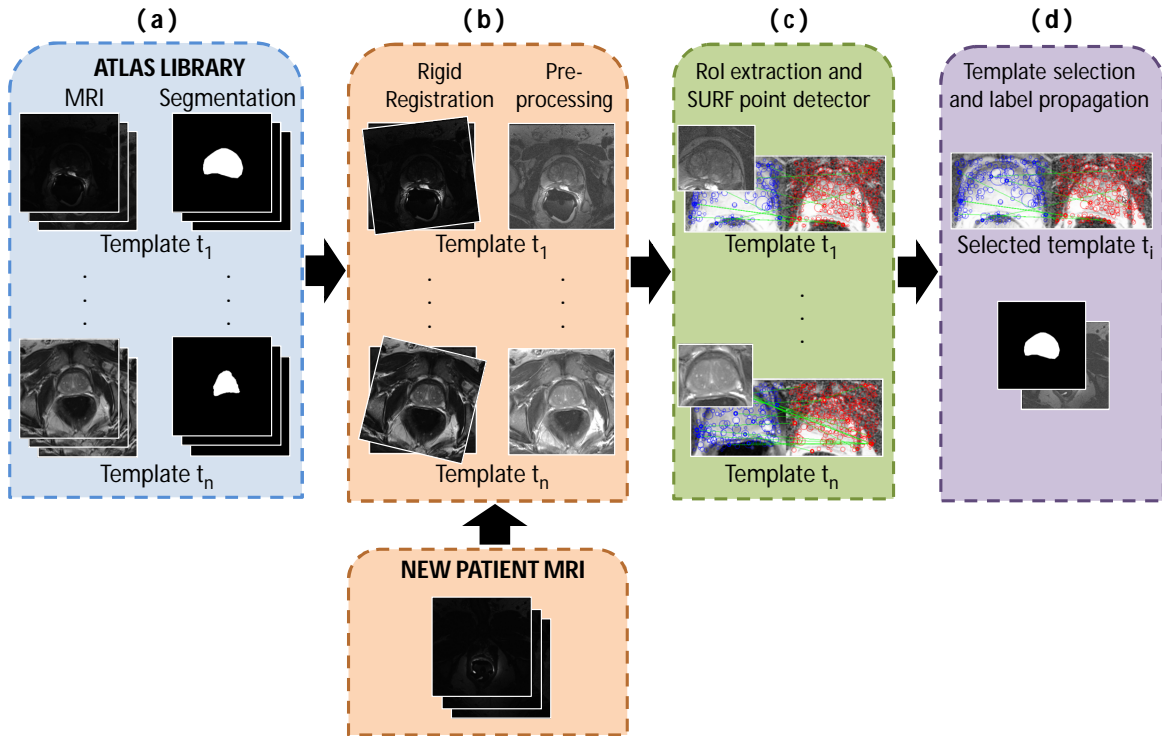 (a)
ATLAS LIBRARY
MRI
Segmentation
Template t1
Template tn
(b)
Rigid
Registration
Pre-
processing
Template t1
Template tn
NEW PATIENT MRI
(c)
RoI extraction and
SURF point detector
Template t1
Template tn
(d)
Template selection
and label propagation
Selected template ti